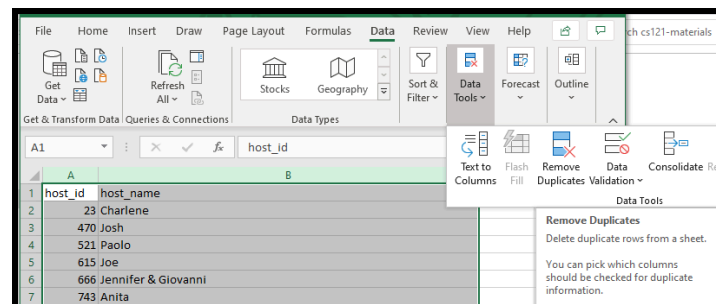 File Home Insert Draw Page Layout Formulas Data Review View Help
ch cs121-materials
Get Data
Refresh All
Stocks
Geography
Sort & Filter
Data Tools
Forecast
Outline
Get & Transform Data
Queries & Connections
Data Types
A1
fx
host_id
Text to Columns
Flash Fill
Remove Duplicates
Data Validation
Consolidate
Data Tools
A B
1 host_id host_name
2 23 Charlene
3 470 Josh
4 521 Paolo
5 615 Joe
6 666 Jennifer & Giovanni
7 743 Anita
Remove Duplicates
Delete duplicate rows from a sheet.
You can pick which columns
should be checked for duplicate
information.